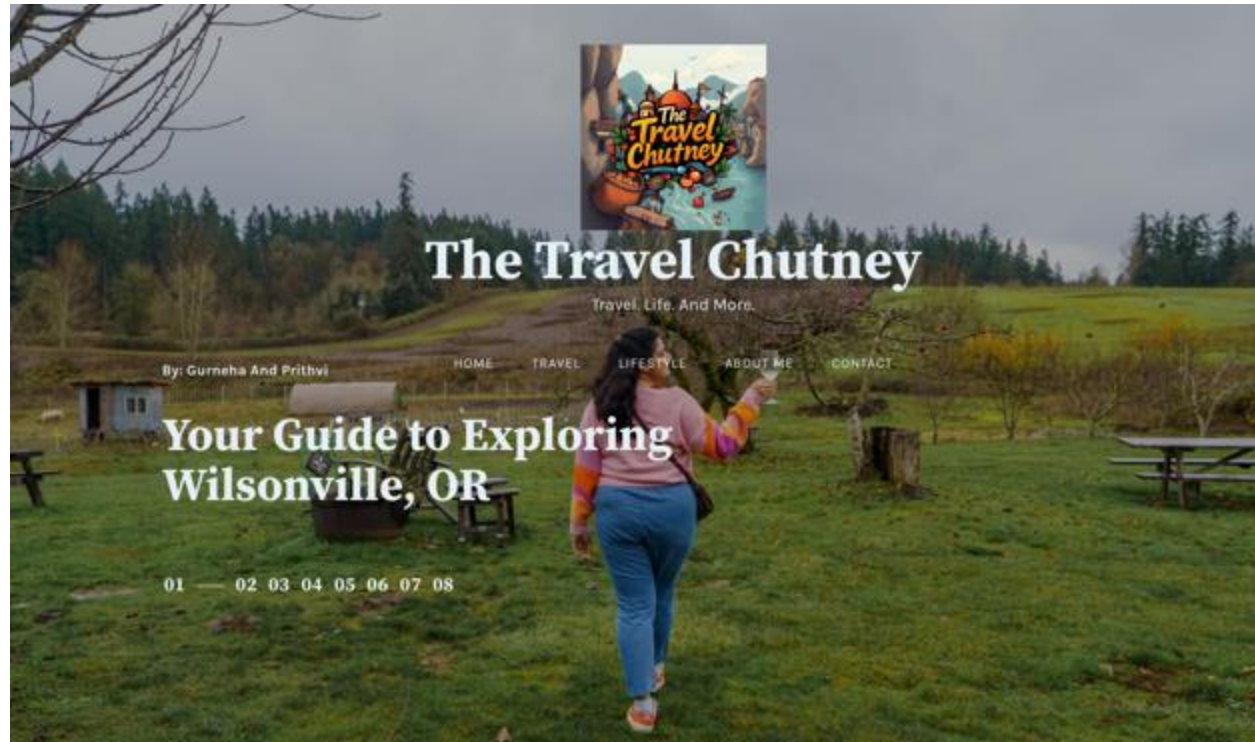 The
Travel
Chutney
The Travel Chutney
Travel. Life. And More.
HOME TRAVEL LIFESTYLE ABOUT ME CONTACT
By: Gurneha And Prithvi
Your Guide to Exploring
Wilsonville, OR
01 02 03 04 05 06 07 08